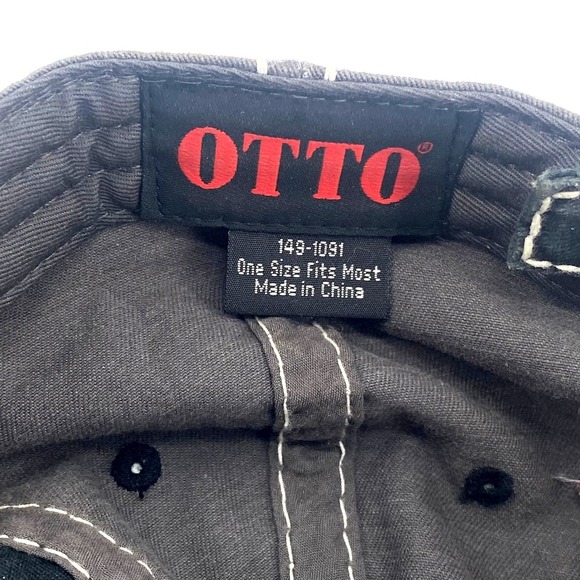 OTTO®
149-1091
One Size Fits Most
Made in China